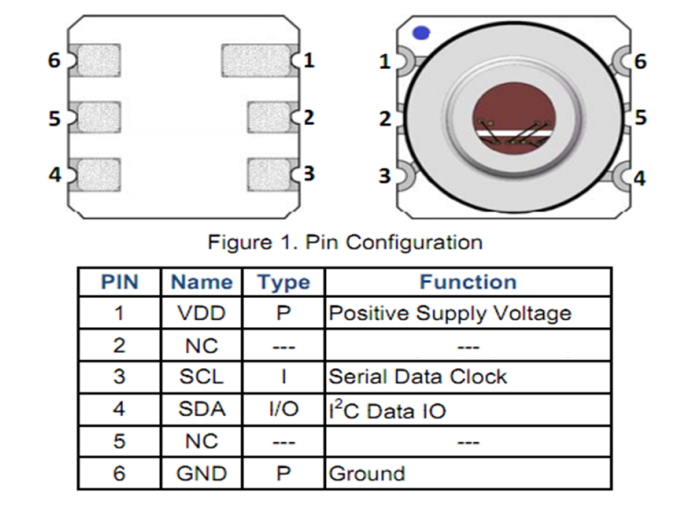 6 1 1 6
5 2 2 5
4 3 3 4
Figure 1. Pin Configuration
PIN Name Type Function
1 VDD P Positive Supply Voltage
2 NC --- ---
3 SCL I Serial Data Clock
4 SDA I/O I²C Data IO
5 NC --- ---
6 GND P Ground